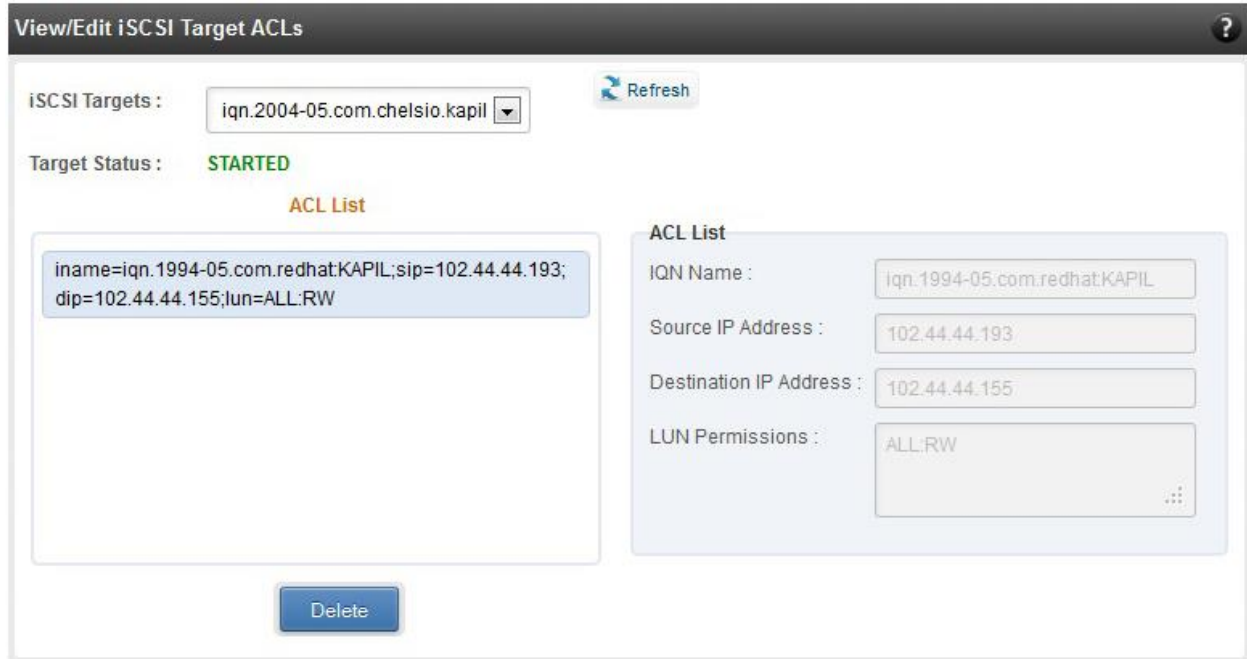 View/Edit iSCSI Target ACLs
?
iSCSI Targets :
iqn.2004-05.com.chelsio.kapil
Refresh
Target Status :
STARTED
ACL List
iname=iqn.1994-05.com.redhat:KAPIL;sip=102.44.44.193;
dip=102.44.44.155;lun=ALL:RW
ACL List
IQN Name :
iqn.1994-05.com.redhat:KAPIL
Source IP Address :
102.44.44.193
Destination IP Address :
102.44.44.155
LUN Permissions :
ALL:RW
Delete